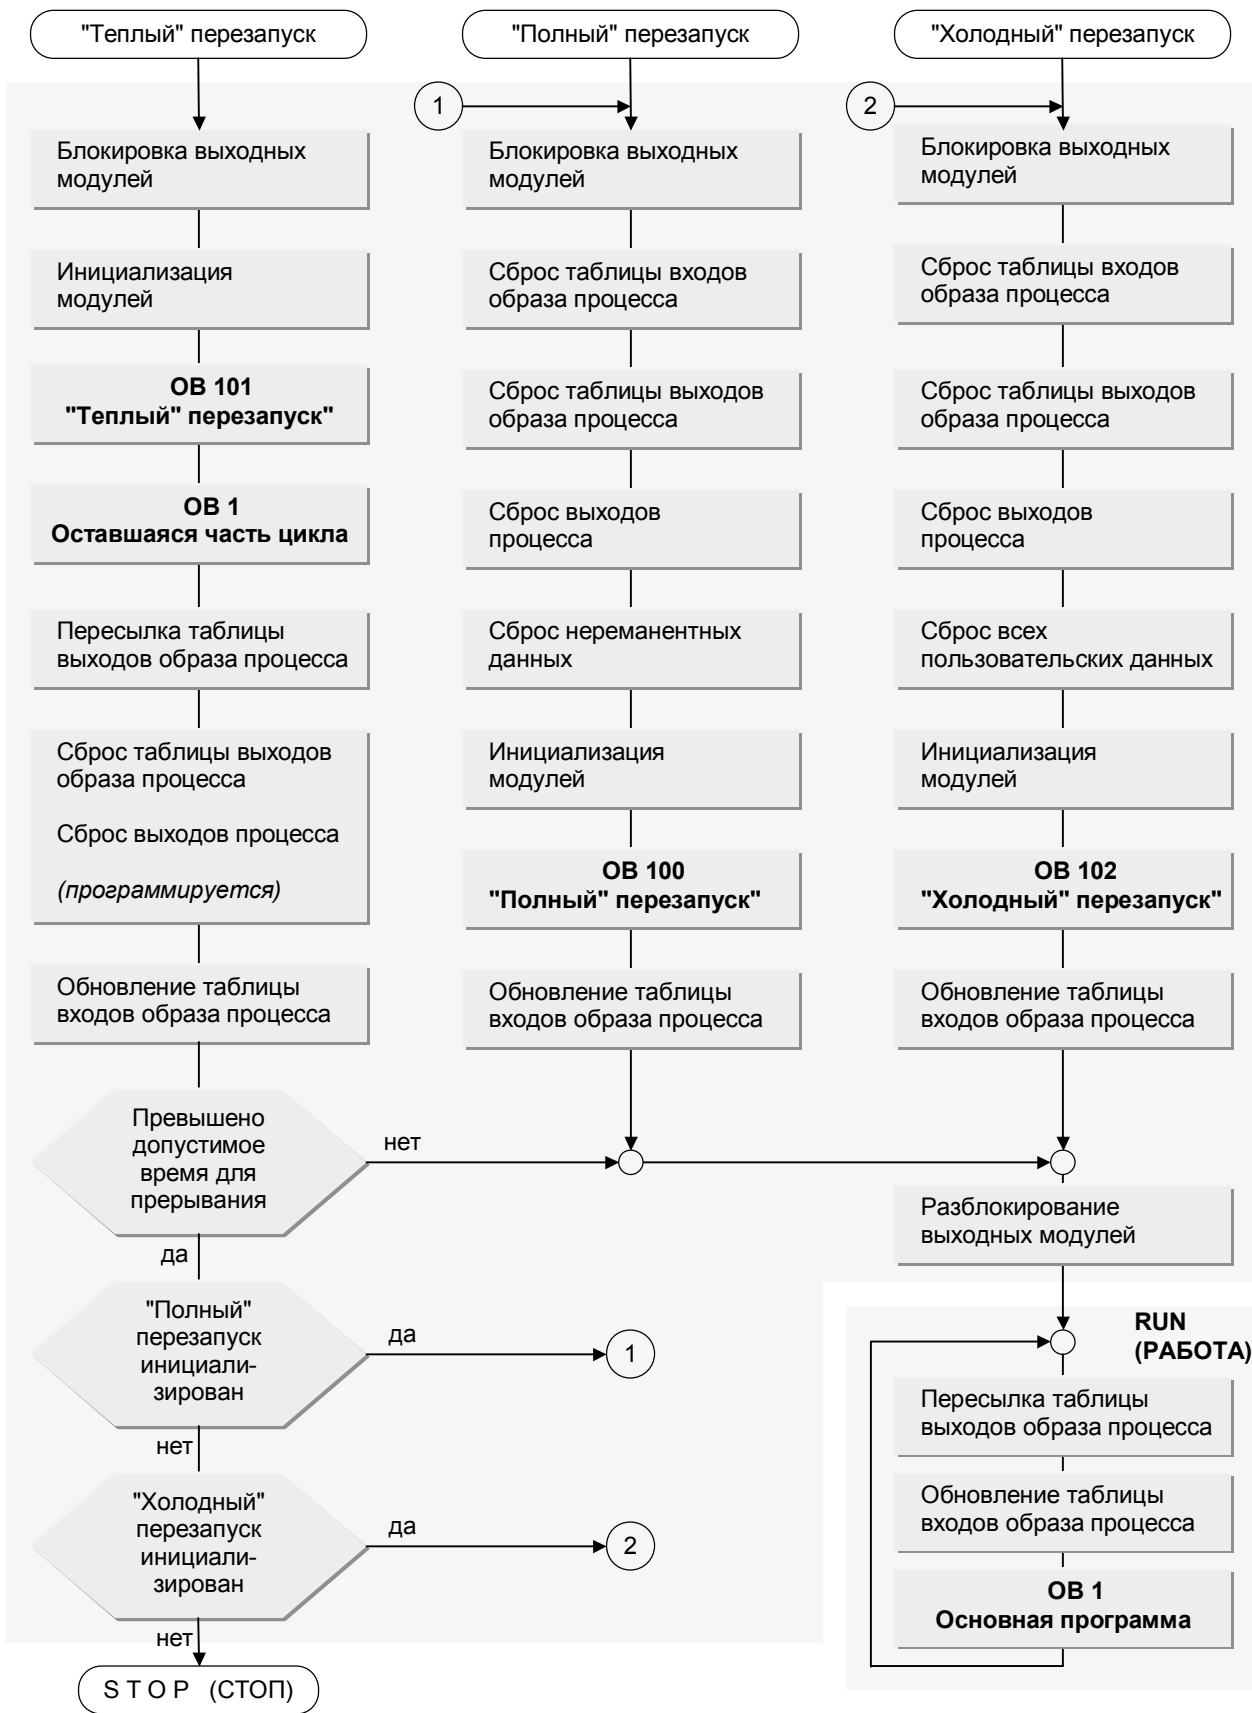 "Теплый" перезапуск
Блокировка выходных
модулей
Инициализация
модулей
OB 101
"Теплый" перезапуск"
OB 1
Оставшаяся часть цикла
Пересылка таблицы
выходов образа процесса
Сброс таблицы выходов
образа процесса
Сброс выходов процесса
(программируется)
Обновление таблицы
входов образа процесса
Превышено
допустимое
время для
прерывания
нет
да
"Полный"
перезапуск
инициали-
зирован
да
1
нет
"Холодный"
перезапуск
инициали-
зирован
да
2
нет
S T O P (СТОП)
"Полный" перезапуск
1
Блокировка выходных
модулей
Сброс таблицы входов
образа процесса
Сброс таблицы выходов
образа процесса
Сброс выходов
процесса
Сброс нереманентных
данных
Инициализация
модулей
OB 100
"Полный" перезапуск"
Обновление таблицы
входов образа процесса
"Холодный" перезапуск
2
Блокировка выходных
модулей
Сброс таблицы входов
образа процесса
Сброс таблицы выходов
образа процесса
Сброс выходов
процесса
Сброс всех
пользовательских данных
Инициализация
модулей
OB 102
"Холодный" перезапуск"
Обновление таблицы
входов образа процесса
Разблокирование
выходных модулей
RUN
(РАБОТА)
Пересылка таблицы
выходов образа процесса
Обновление таблицы
входов образа процесса
OB 1
Основная программа